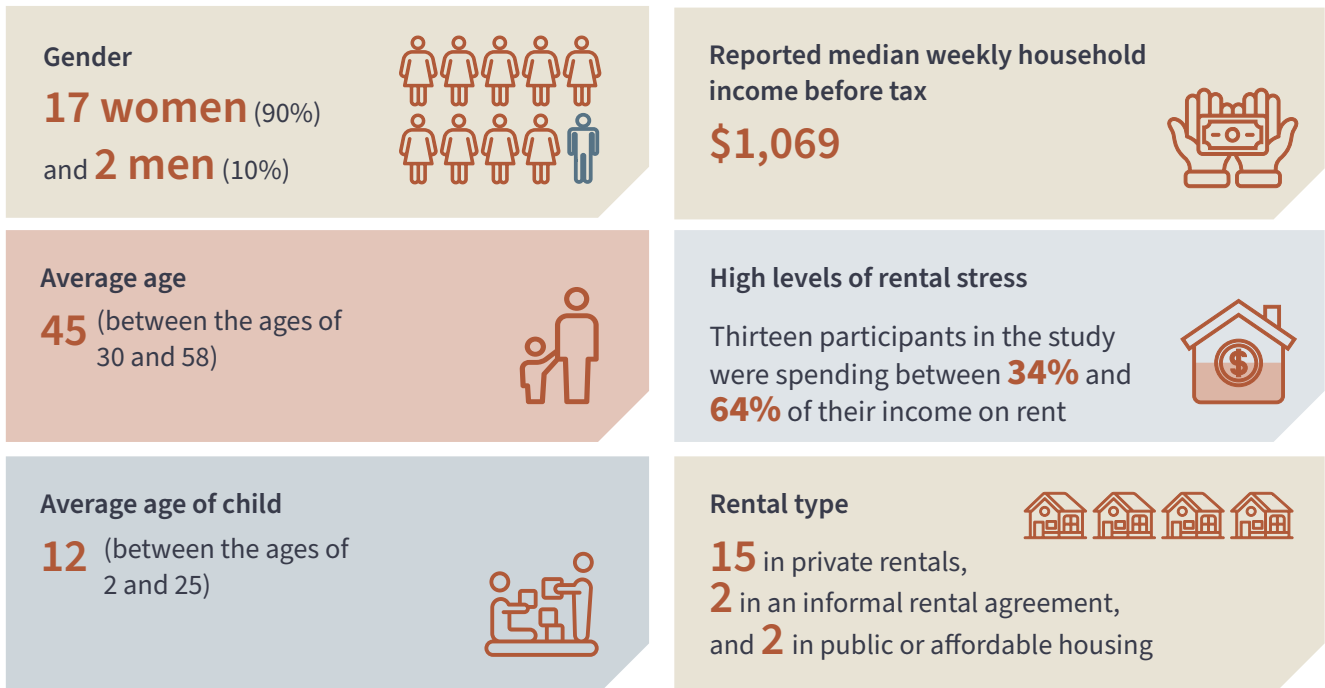 Gender
17 women (90%)
and 2 men (10%)
Reported median weekly household
income before tax
$1,069
Average age
45 (between the ages of
30 and 58)
High levels of rental stress
Thirteen participants in the study
were spending between 34% and
64% of their income on rent
Average age of child
12 (between the ages of
2 and 25)
Rental type
15 in private rentals,
2 in an informal rental agreement,
and 2 in public or affordable housing